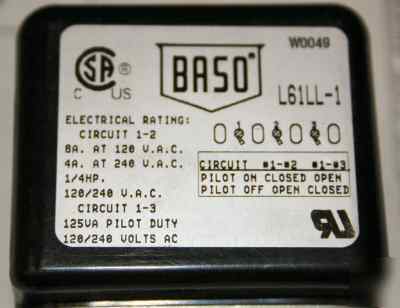 W0049
CSA ®
C US
BASO®
L61LL-1
ELECTRICAL RATING:
CIRCUIT 1-2
8A. AT 120 V.A.C.
4A. AT 240 V.A.C.
1/4HP.
120/240 V.A.C.
CIRCUIT 1-3
125VA PILOT DUTY
120/240 VOLTS AC
CIRCUIT #1-#2 #1-#3
PILOT ON CLOSED OPEN
PILOT OFF OPEN CLOSED
RU